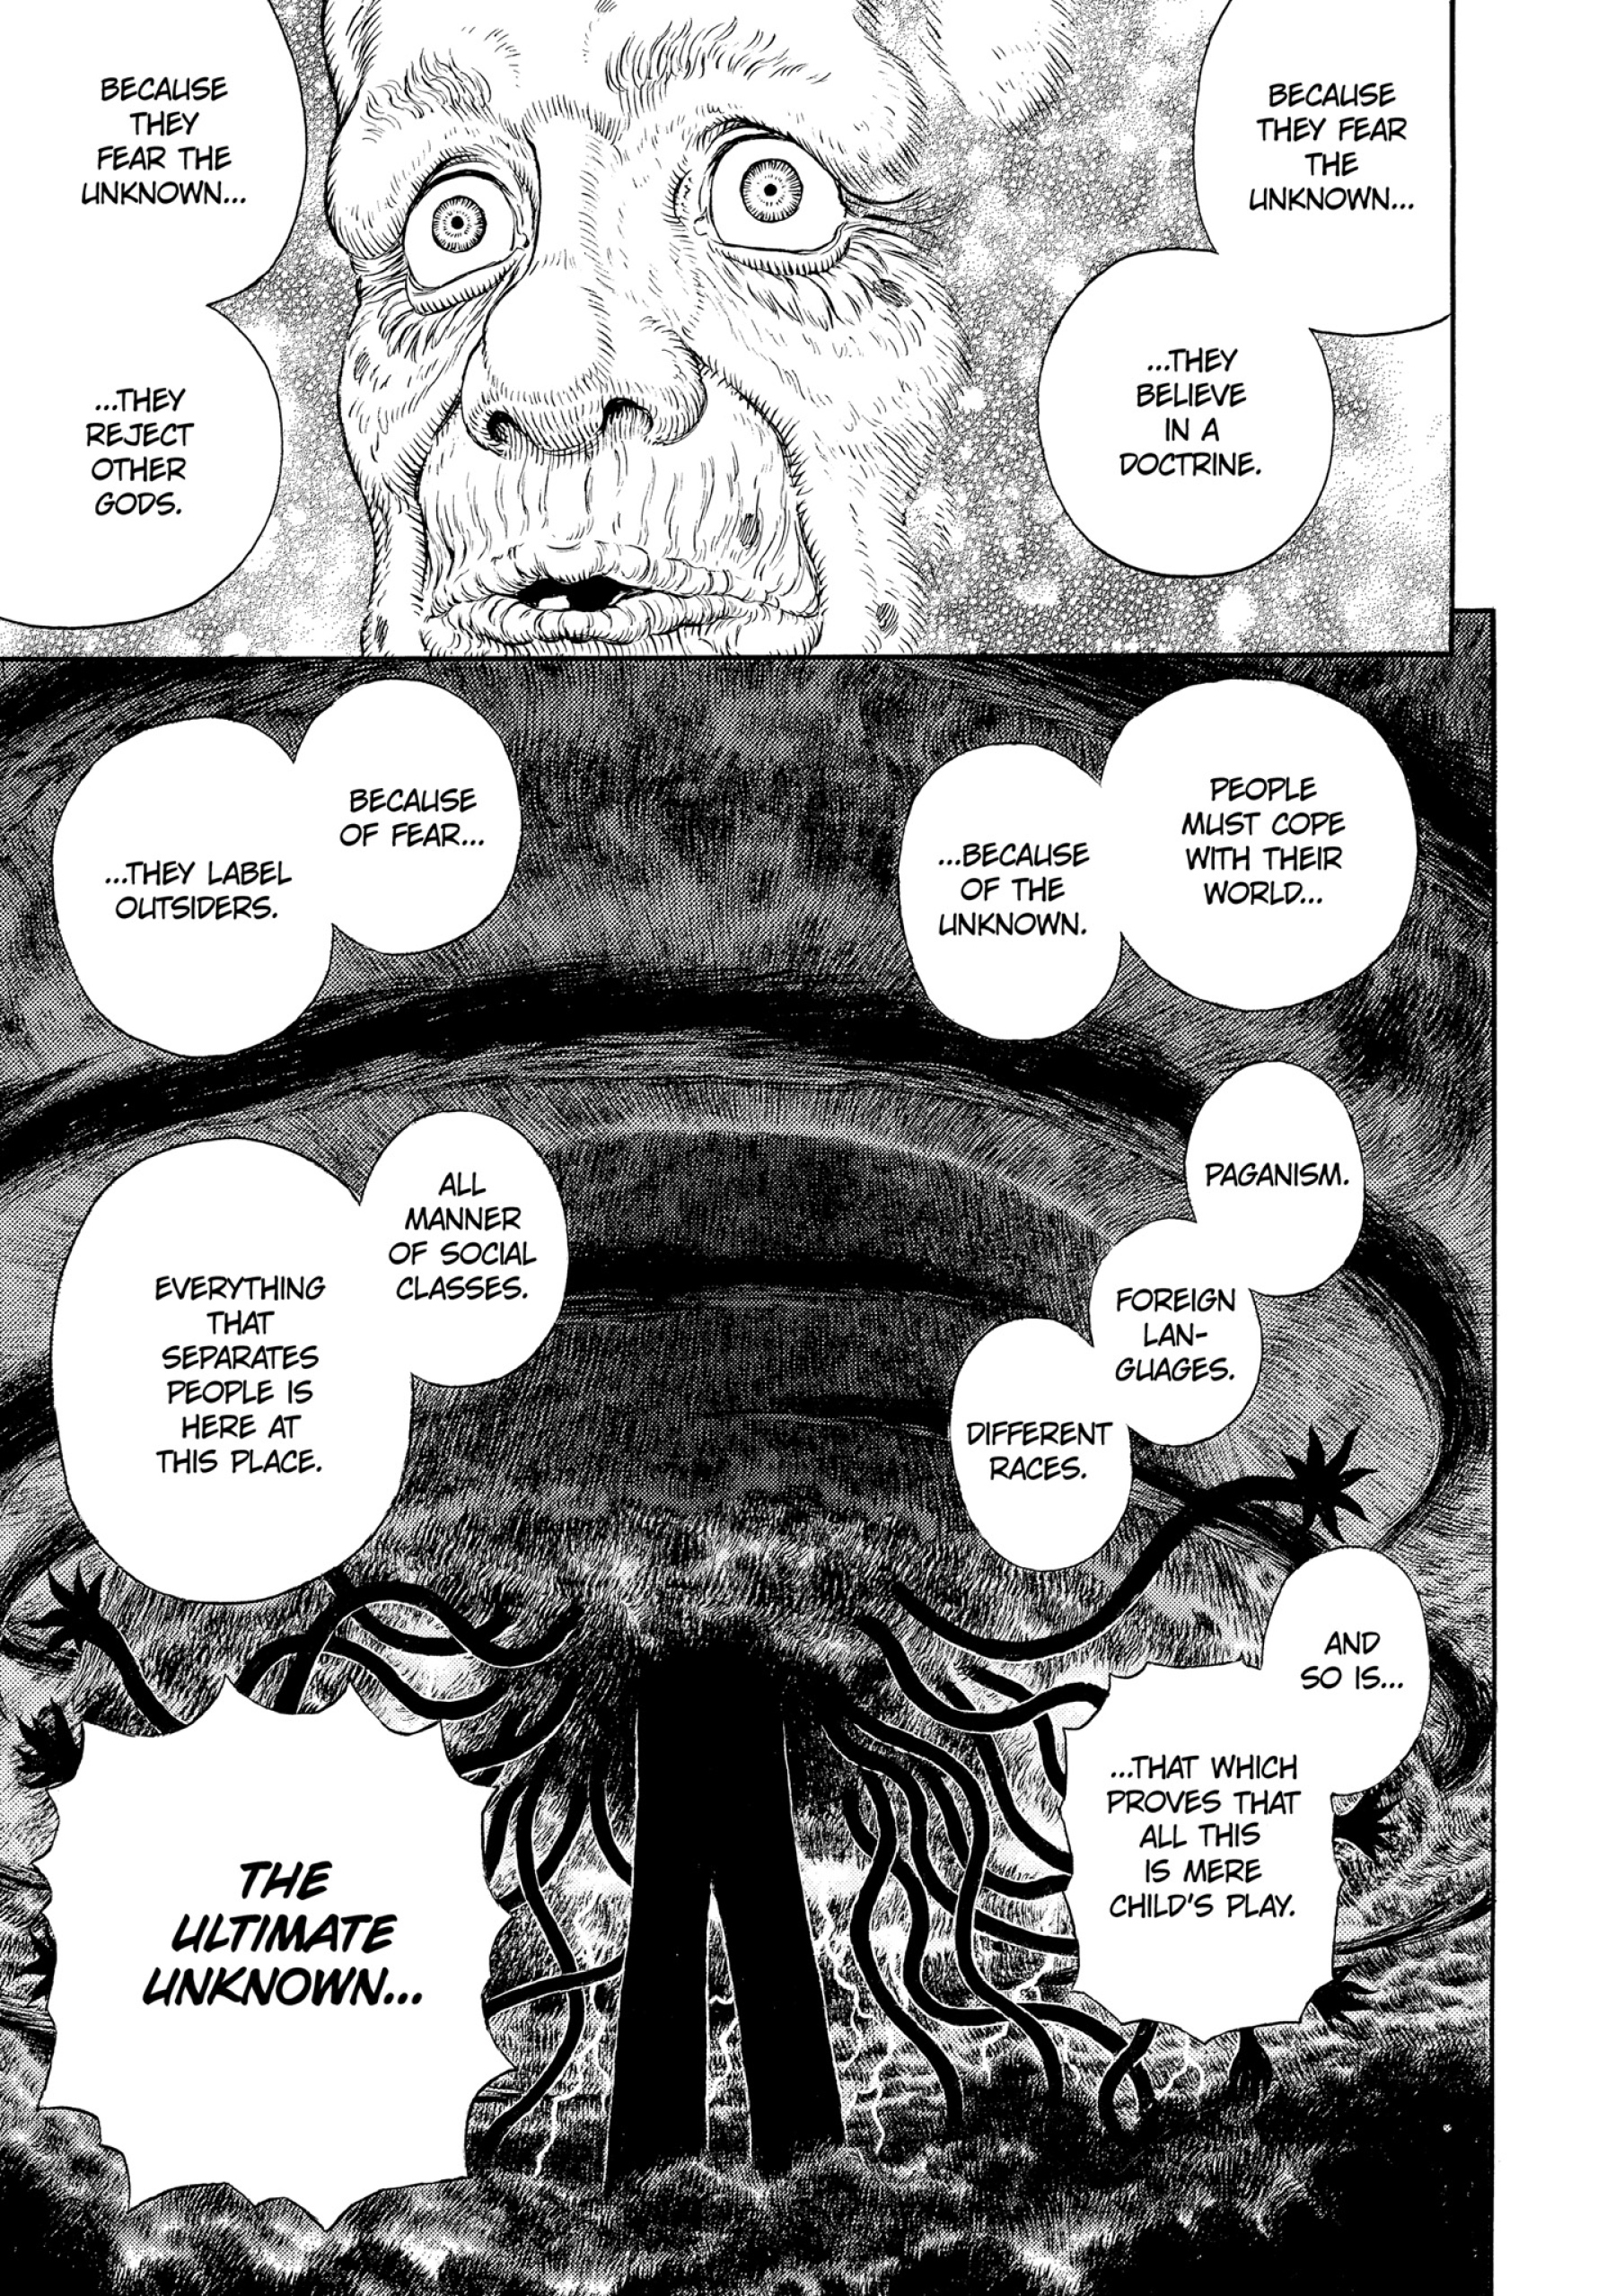 BECAUSE
THEY FEAR
THE
UNKNOWN...
...THEY
BELIEVE
IN A
DOCTRINE.
BECAUSE
THEY
FEAR THE
UNKNOWN...
...THEY
REJECT
OTHER
GODS.
PEOPLE
MUST COPE
WITH THEIR
WORLD...
...BECAUSE
OF THE
UNKNOWN.
BECAUSE
OF FEAR...
...THEY LABEL
OUTSIDERS.
PAGANISM.
FOREIGN
LAN-
GUAGES.
DIFFERENT
RACES.
ALL
MANNER
OF SOCIAL
CLASSES.
EVERYTHING
THAT
SEPARATES
PEOPLE IS
HERE AT
THIS PLACE.
AND
SO IS...
...THAT WHICH
PROVES THAT
ALL THIS
IS MERE
CHILD'S PLAY.
THE
ULTIMATE
UNKNOWN...